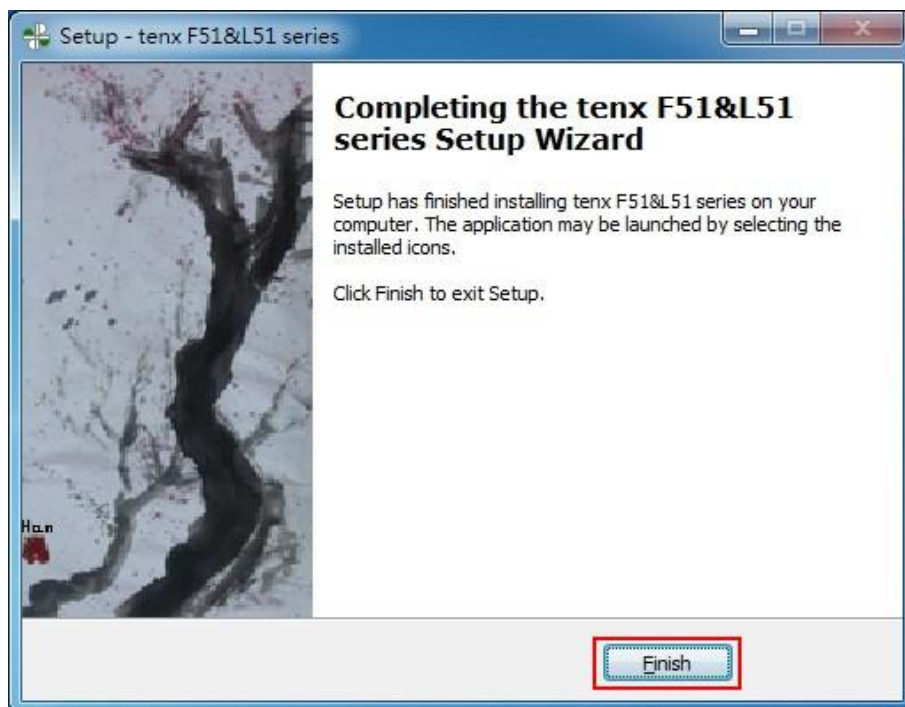 Setup - tenx F51&L51 series
Completing the tenx F51&L51
series Setup Wizard
Setup has finished installing tenx F51&L51 series on your
computer. The application may be launched by selecting the
installed icons.
Click Finish to exit Setup.
Han
Finish